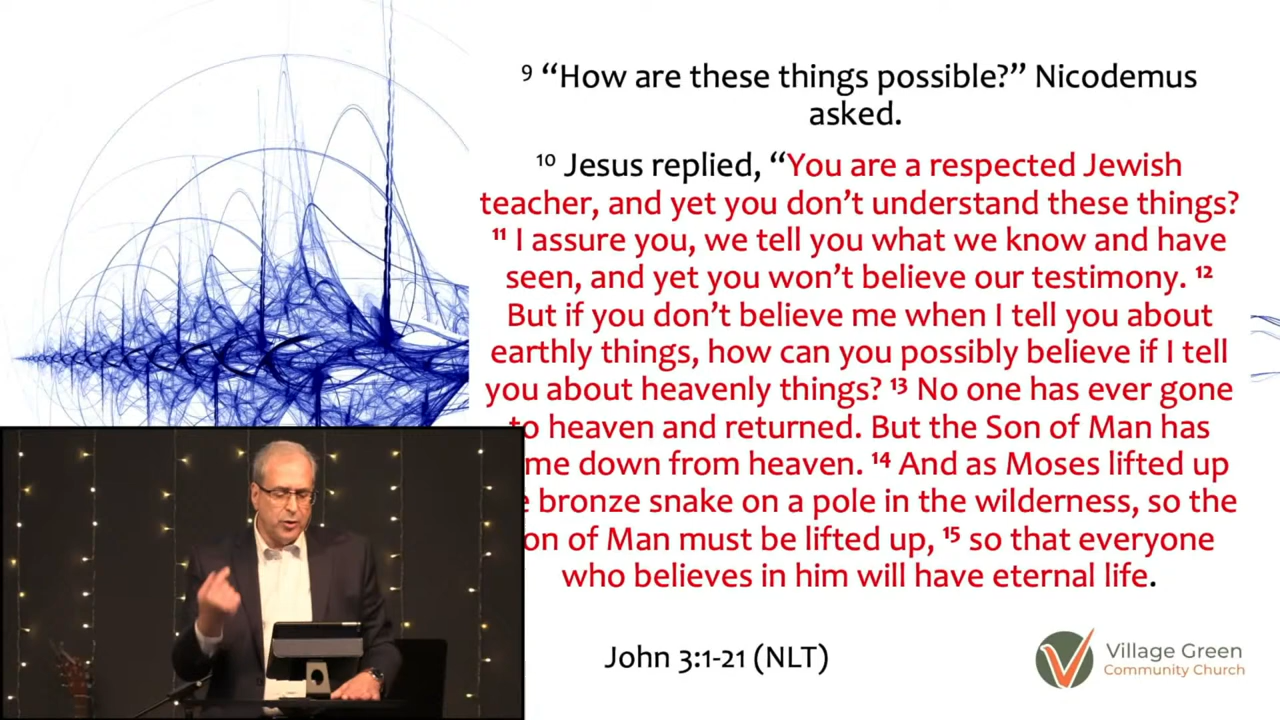 ⁹ “How are these things possible?” Nicodemus
asked.
¹⁰ Jesus replied, “You are a respected Jewish
teacher, and yet you don’t understand these things?
¹¹ I assure you, we tell you what we know and have
seen, and yet you won’t believe our testimony. ¹²
But if you don’t believe me when I tell you about
earthly things, how can you possibly believe if I tell
you about heavenly things? ¹³ No one has ever gone
to heaven and returned. But the Son of Man has
me down from heaven. ¹⁴ And as Moses lifted up
e bronze snake on a pole in the wilderness, so the
on of Man must be lifted up, ¹⁵ so that everyone
who believes in him will have eternal life.
John 3:1-21 (NLT)
Village Green
Community Church